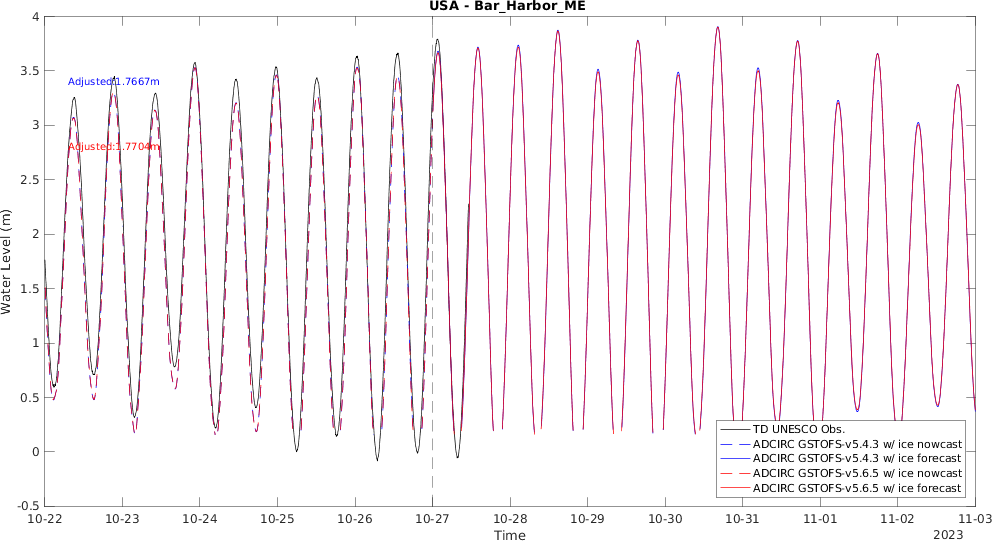 USA - Bar_Harbor_ME
4
3.5
3
2.5
2
1.5
1
0.5
0
-0.5
Water Level (m)
Adjusted:1.7667m
Adjusted:1.7704m
TD UNESCO Obs.
ADCIRC GSTOFS-v5.4.3 w/ ice nowcast
ADCIRC GSTOFS-v5.4.3 w/ ice forecast
ADCIRC GSTOFS-v5.6.5 w/ ice nowcast
ADCIRC GSTOFS-v5.6.5 w/ ice forecast
10-22 10-23 10-24 10-25 10-26 10-27 10-28 10-29 10-30 10-31 11-01 11-02 11-03
Time
2023